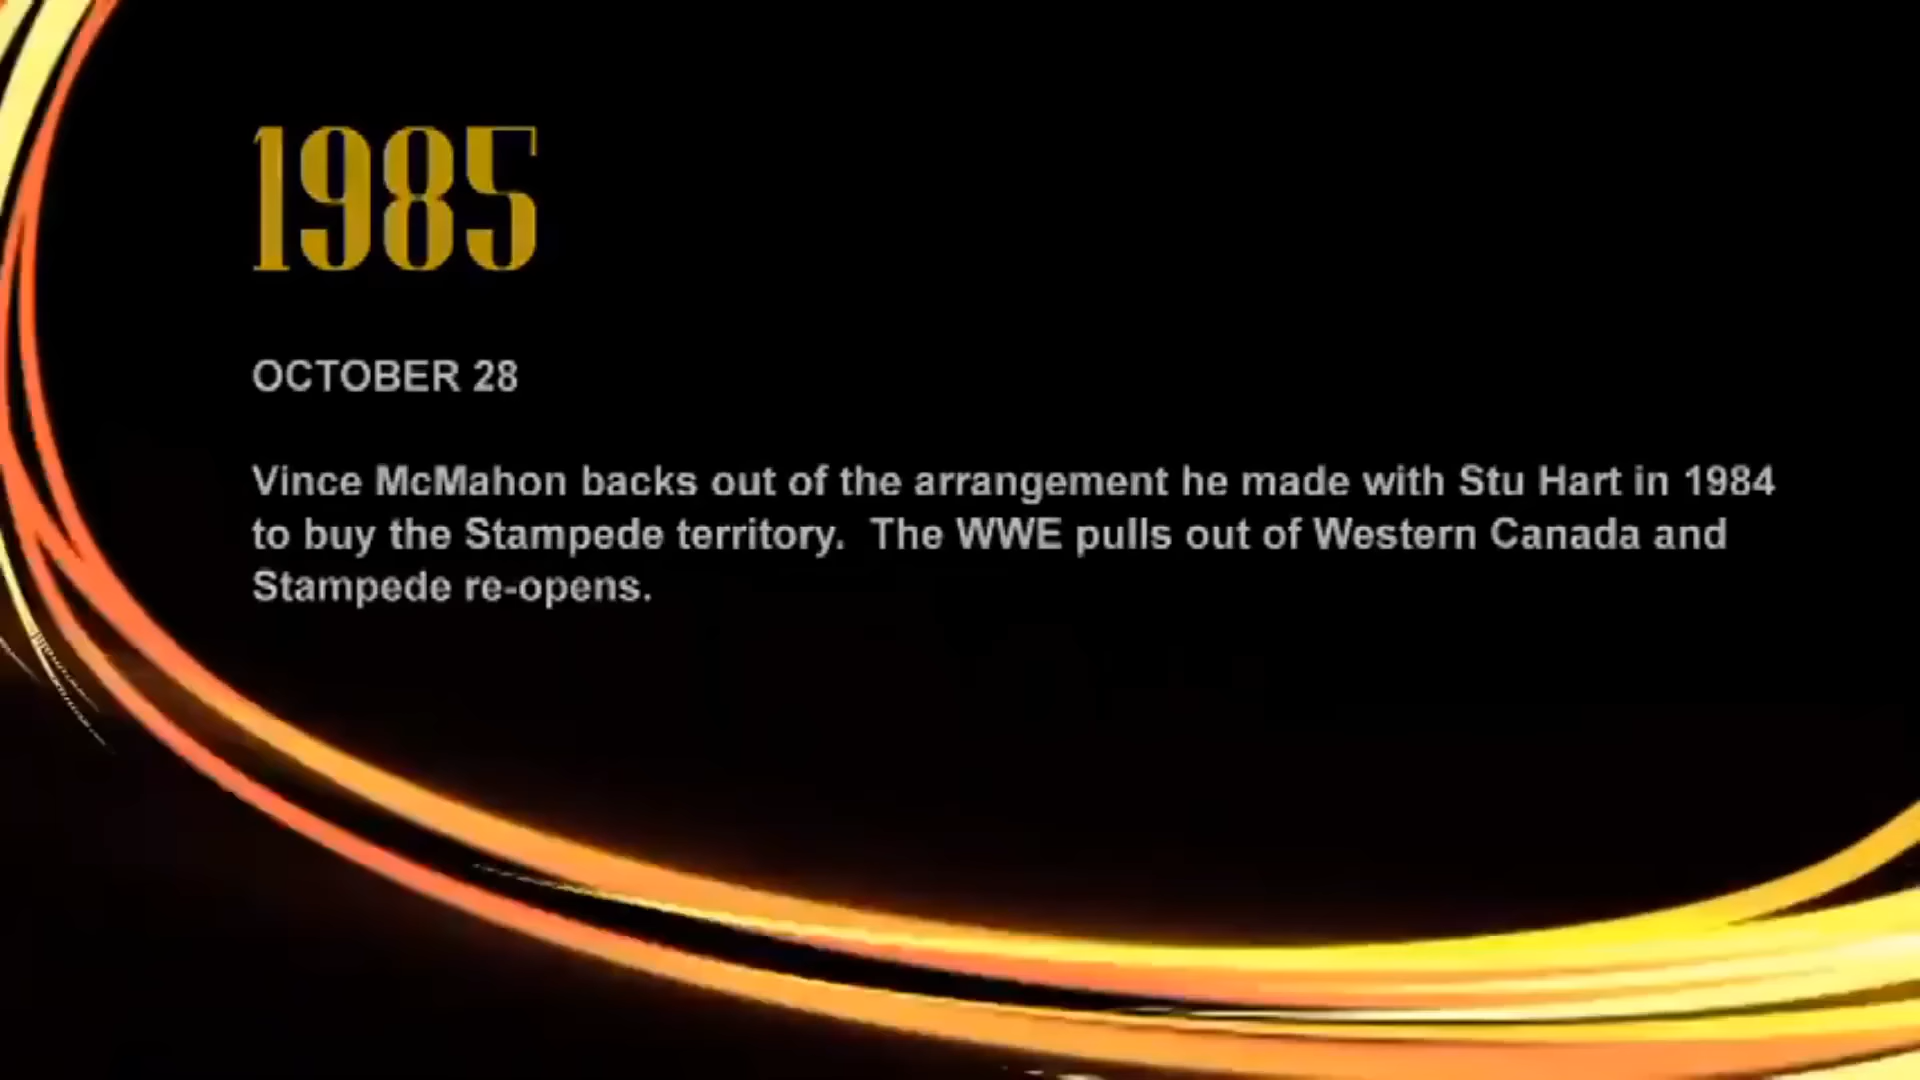 1985
OCTOBER 28
Vince McMahon backs out of the arrangement he made with Stu Hart in 1984
to buy the Stampede territory.  The WWE pulls out of Western Canada and
Stampede re-opens.